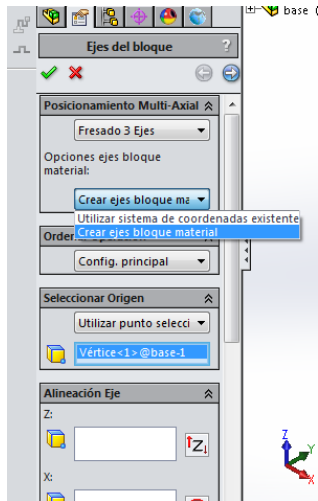 base (
Ejes del bloque
?
Posicionamiento Multi-Axial
Fresado 3 Ejes
Opciones ejes bloque
material:
Crear ejes bloque ma
Utilizar sistema de coordenadas existente
Crear ejes bloque material
Config. principal
Seleccionar Origen
Utilizar punto selecci
Vértice<1>@base-1
Alineación Eje
Z:
Z
X:
Z
Y
X